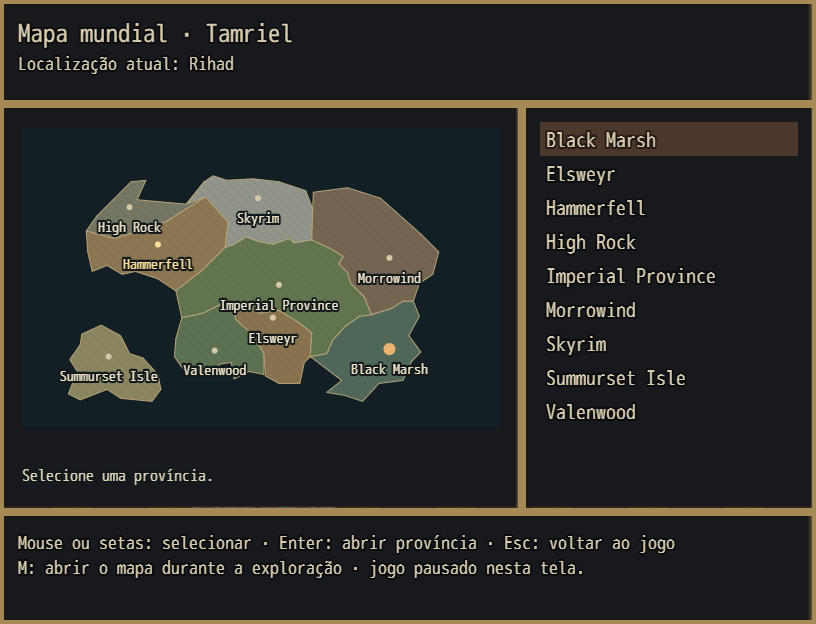 Mapa mundial · Tamriel
Localização atual: Rihad
High Rock
Skyrim
Hammerfell
Morrowind
Imperial Province
Elsweyr
Summurset Isle
Valenwood
Black Marsh
Selecione uma província.
Black Marsh
Elsweyr
Hammerfell
High Rock
Imperial Province
Morrowind
Skyrim
Summurset Isle
Valenwood
Mouse ou setas: selecionar · Enter: abrir província · Esc: voltar ao jogo
M: abrir o mapa durante a exploração · jogo pausado nesta tela.